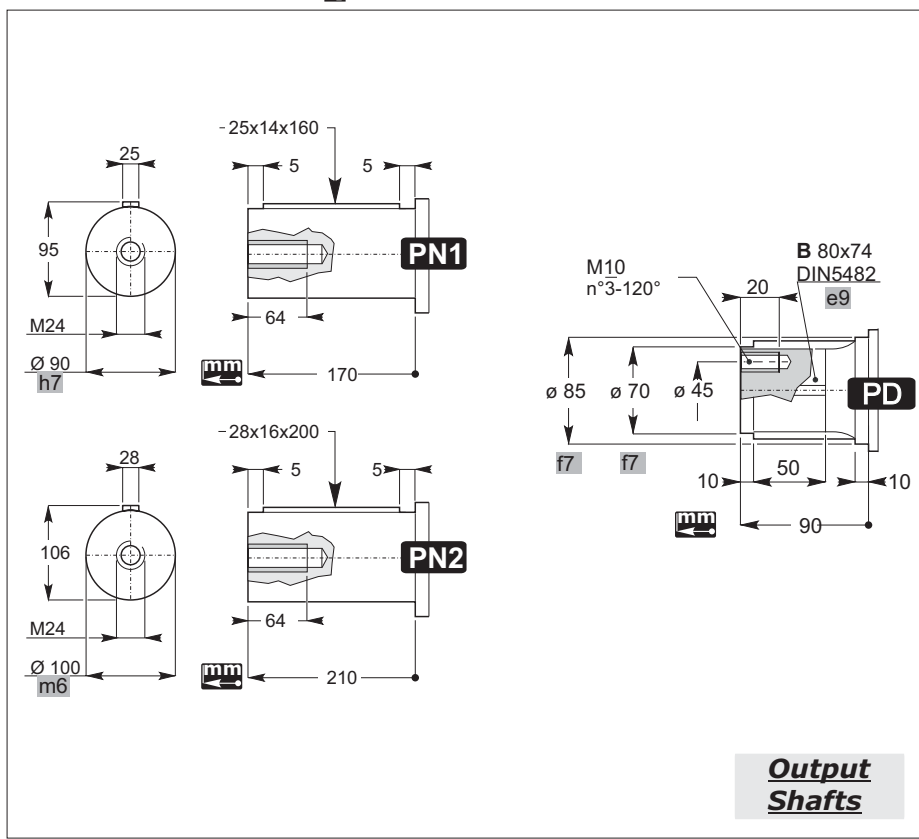 -25x14x160
25
5
5
95
PN1
M24
64
Ø 90
h7
mm
170
-28x16x200
28
5
5
106
PN2
M24
64
Ø 100
m6
mm
210
M10
n°3-120°
B 80x74
DIN5482
e9
20
ø 85
ø 70
ø 45
PD
f7
f7
10
50
10
mm
90
Output
Shafts